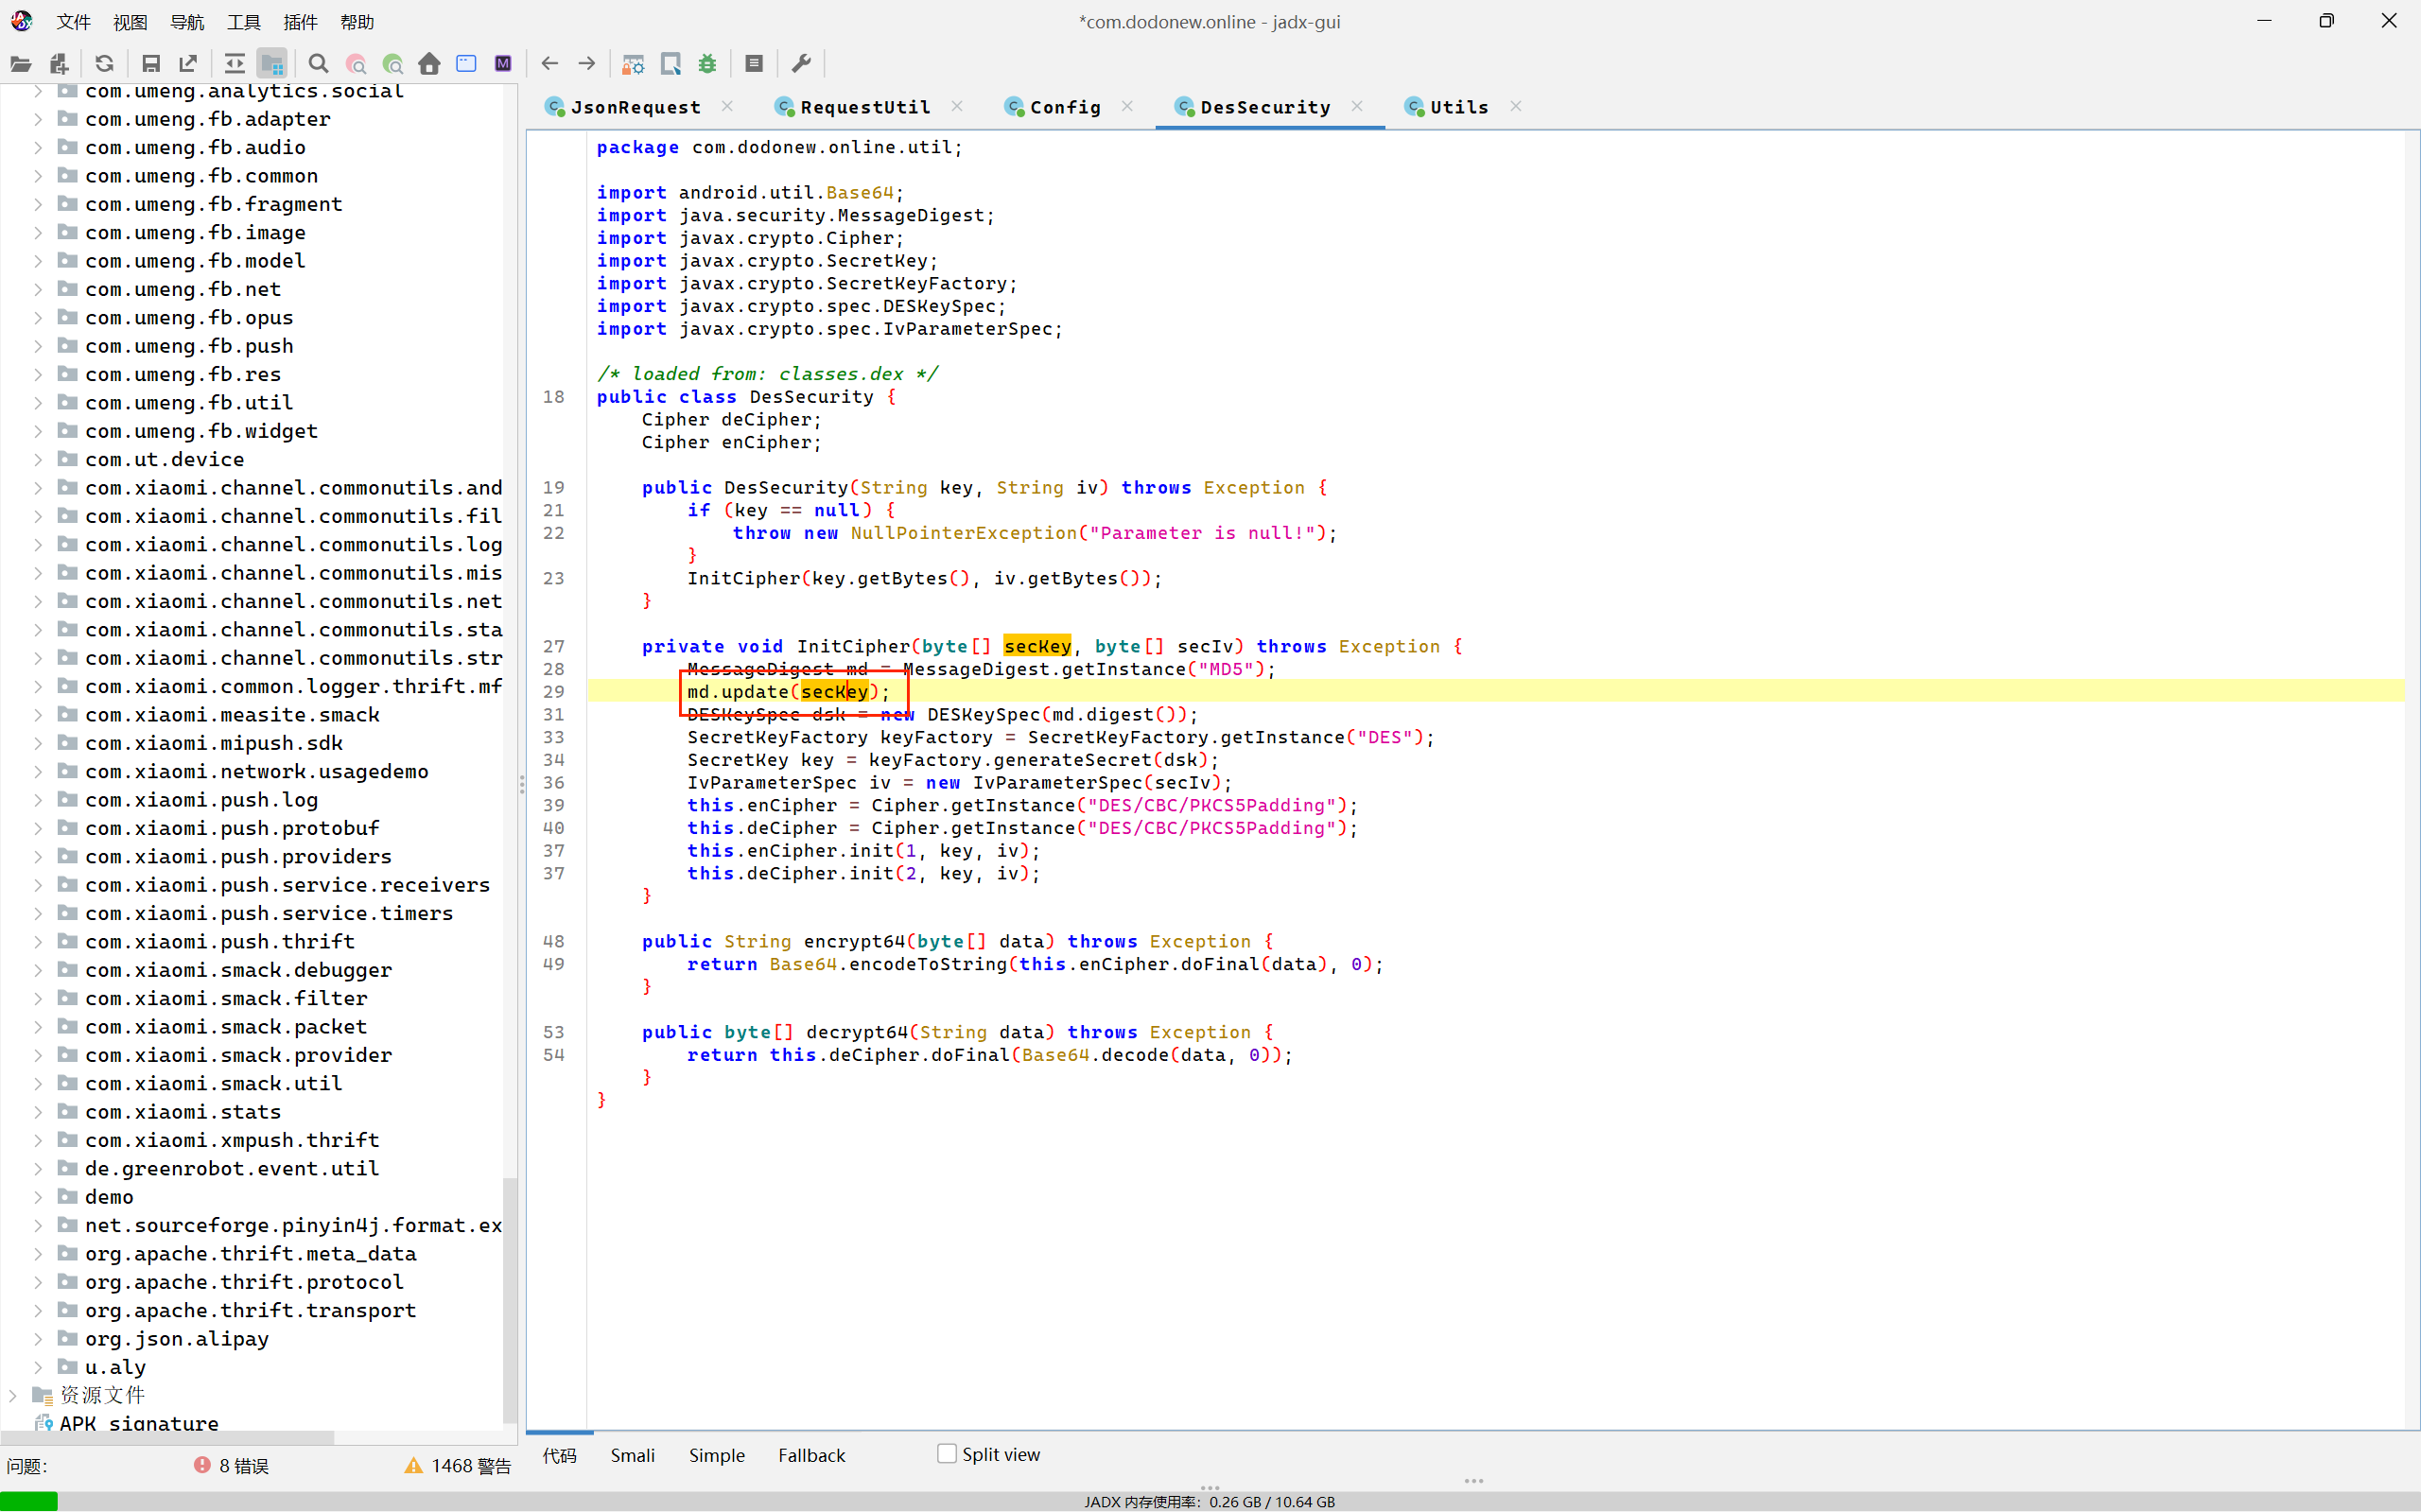 *com.dodonew.online - jadx-gui
文件 视图 导航 工具 插件 帮助
com.umeng.analytics.social
com.umeng.fb.adapter
com.umeng.fb.audio
com.umeng.fb.common
com.umeng.fb.fragment
com.umeng.fb.image
com.umeng.fb.model
com.umeng.fb.net
com.umeng.fb.opus
com.umeng.fb.push
com.umeng.fb.res
com.umeng.fb.util
com.umeng.fb.widget
com.ut.device
com.xiaomi.channel.commonutils.and
com.xiaomi.channel.commonutils.fil
com.xiaomi.channel.commonutils.log
com.xiaomi.channel.commonutils.mis
com.xiaomi.channel.commonutils.net
com.xiaomi.channel.commonutils.sta
com.xiaomi.channel.commonutils.str
com.xiaomi.common.logger.thrift.mf
com.xiaomi.measite.smack
com.xiaomi.mipush.sdk
com.xiaomi.network.usagedemo
com.xiaomi.push.log
com.xiaomi.push.protobuf
com.xiaomi.push.providers
com.xiaomi.push.service.receivers
com.xiaomi.push.service.timers
com.xiaomi.push.thrift
com.xiaomi.smack.debugger
com.xiaomi.smack.filter
com.xiaomi.smack.packet
com.xiaomi.smack.provider
com.xiaomi.smack.util
com.xiaomi.stats
com.xiaomi.xmpush.thrift
de.greenrobot.event.util
demo
net.sourceforge.pinyin4j.format.ex
org.apache.thrift.meta_data
org.apache.thrift.protocol
org.apache.thrift.transport
org.json.alipay
u.aly
资源文件
APK signature
问题: 8 错误 1468 警告
JsonRequest RequestUtil Config DesSecurity Utils
package com.dodonew.online.util;
import android.util.Base64;
import java.security.MessageDigest;
import javax.crypto.Cipher;
import javax.crypto.SecretKey;
import javax.crypto.SecretKeyFactory;
import javax.crypto.spec.DESKeySpec;
import javax.crypto.spec.IvParameterSpec;
/* loaded from: classes.dex */
18 public class DesSecurity {
Cipher deCipher;
Cipher enCipher;
19 public DesSecurity(String key, String iv) throws Exception {
21 if (key == null) {
22 throw new NullPointerException("Parameter is null!");
}
23 InitCipher(key.getBytes(), iv.getBytes());
}
27 private void InitCipher(byte[] secKey, byte[] secIv) throws Exception {
28 MessageDigest md = MessageDigest.getInstance("MD5");
29 md.update(secKey);
31 DESKeySpec dsk = new DESKeySpec(md.digest());
33 SecretKeyFactory keyFactory = SecretKeyFactory.getInstance("DES");
34 SecretKey key = keyFactory.generateSecret(dsk);
36 IvParameterSpec iv = new IvParameterSpec(secIv);
39 this.enCipher = Cipher.getInstance("DES/CBC/PKCS5Padding");
40 this.deCipher = Cipher.getInstance("DES/CBC/PKCS5Padding");
37 this.enCipher.init(1, key, iv);
37 this.deCipher.init(2, key, iv);
}
48 public String encrypt64(byte[] data) throws Exception {
49 return Base64.encodeToString(this.enCipher.doFinal(data), 0);
}
53 public byte[] decrypt64(String data) throws Exception {
54 return this.deCipher.doFinal(Base64.decode(data, 0));
}
}
代码 Smali Simple Fallback Split view
JADX 内存使用率: 0.26 GB / 10.64 GB